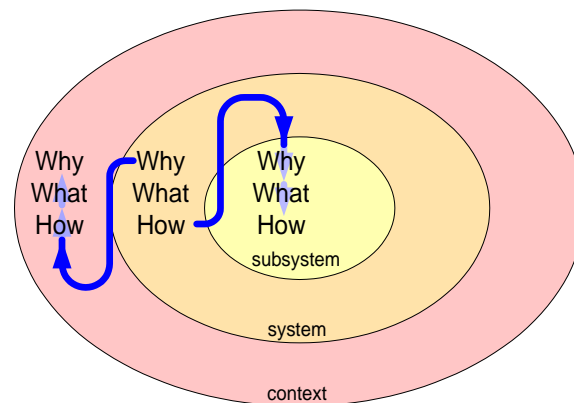 Why Why Why
What What What
How How How
subsystem
system
context